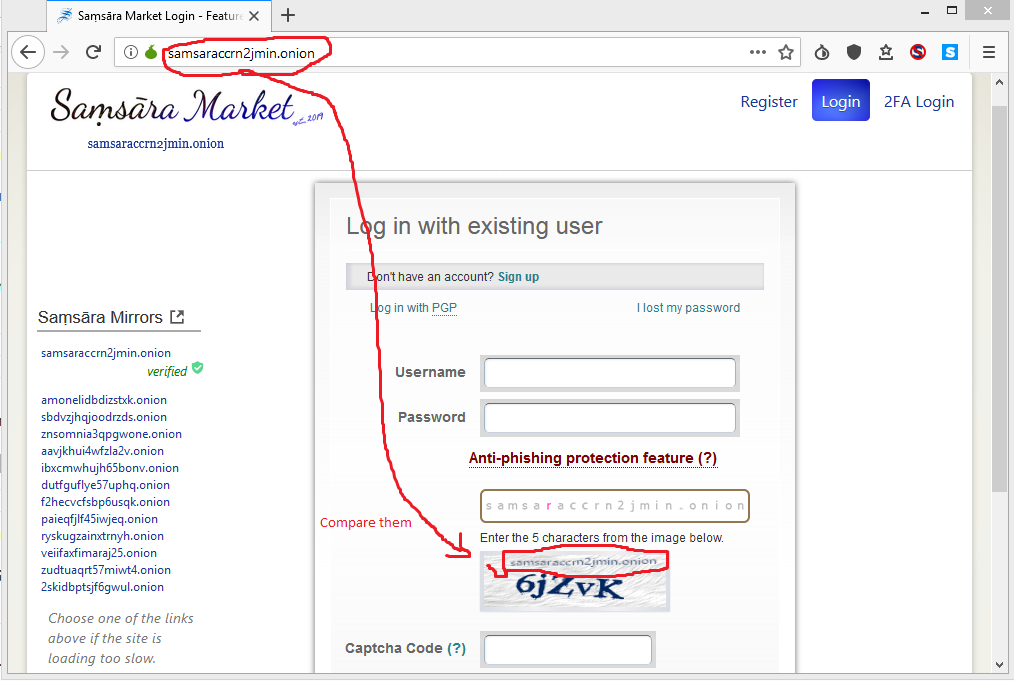 Saṃsāra Market Login - Feature
samsaraccrn2jmin.onion
Saṃsāra Market est. 2019
samsaraccrn2jmin.onion
Register
Login
2FA Login
Log in with existing user
Don't have an account? Sign up
Log in with PGP
I lost my password
Saṃsāra Mirrors
samsaraccrn2jmin.onion
verified
amonelidbdizstxk.onion
sbdvzjhqjoodrzds.onion
znsomnia3qpgwone.onion
aavjkhui4wfzla2v.onion
ibxcmwhujh65bonv.onion
dutfguflye57uphq.onion
f2hecvcfsbp6usqk.onion
paieqfjlf45iwjeq.onion
ryskugzainxtrnyh.onion
veiifaxfimaraj25.onion
zudtuaqrt57miwt4.onion
2skidbptsjf6gwul.onion
Choose one of the links
above if the site is
loading too slow.
Username
Password
Anti-phishing protection feature (?)
samsaraccrn2jmin.onion
Compare them
Enter the 5 characters from the image below.
samsaraccrn2jmin.onion
6jZvK
Captcha Code (?)